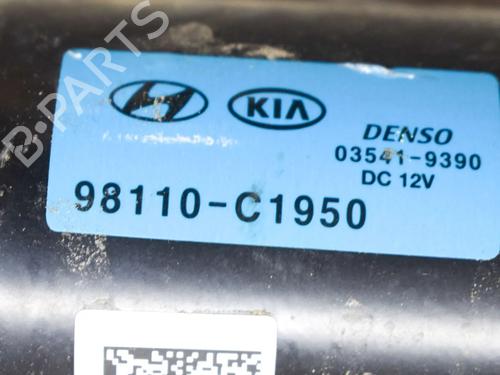 KIA
DENSO
03541-9390
DC 12V
98110-C1950
B-PARTS